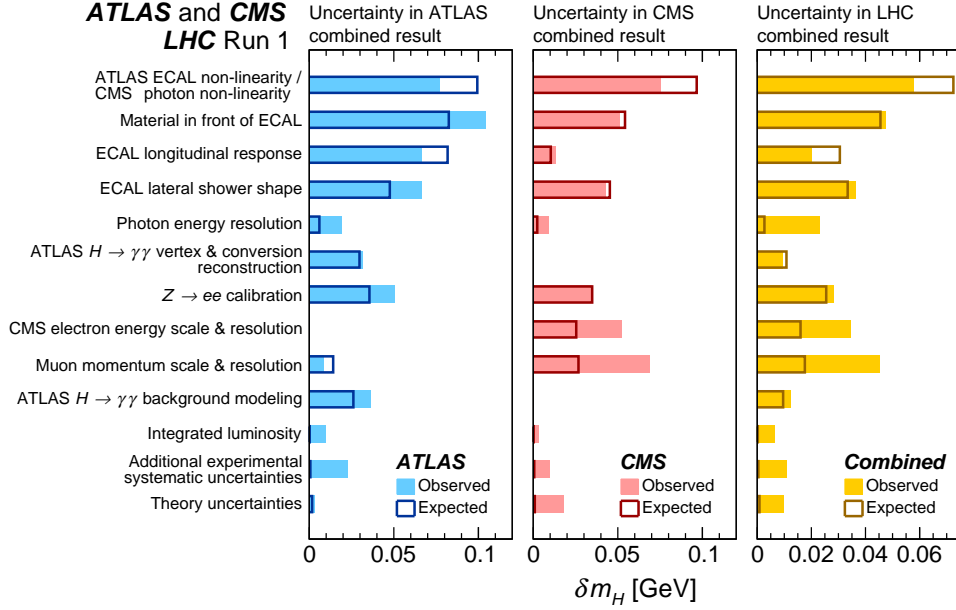 ATLAS and CMS
LHC Run 1
Uncertainty in ATLAS
combined result
Uncertainty in CMS
combined result
Uncertainty in LHC
combined result
ATLAS ECAL non-linearity /
CMS photon non-linearity
Material in front of ECAL
ECAL longitudinal response
ECAL lateral shower shape
Photon energy resolution
ATLAS H → γγ vertex & conversion
reconstruction
Z → ee calibration
CMS electron energy scale & resolution
Muon momentum scale & resolution
ATLAS H → γγ background modeling
Integrated luminosity
Additional experimental
systematic uncertainties
Theory uncertainties
ATLAS
Observed
Expected
CMS
Observed
Expected
Combined
Observed
Expected
0 0.05 0.1
0 0.05 0.1
0 0.02 0.04 0.06
δm_H [GeV]